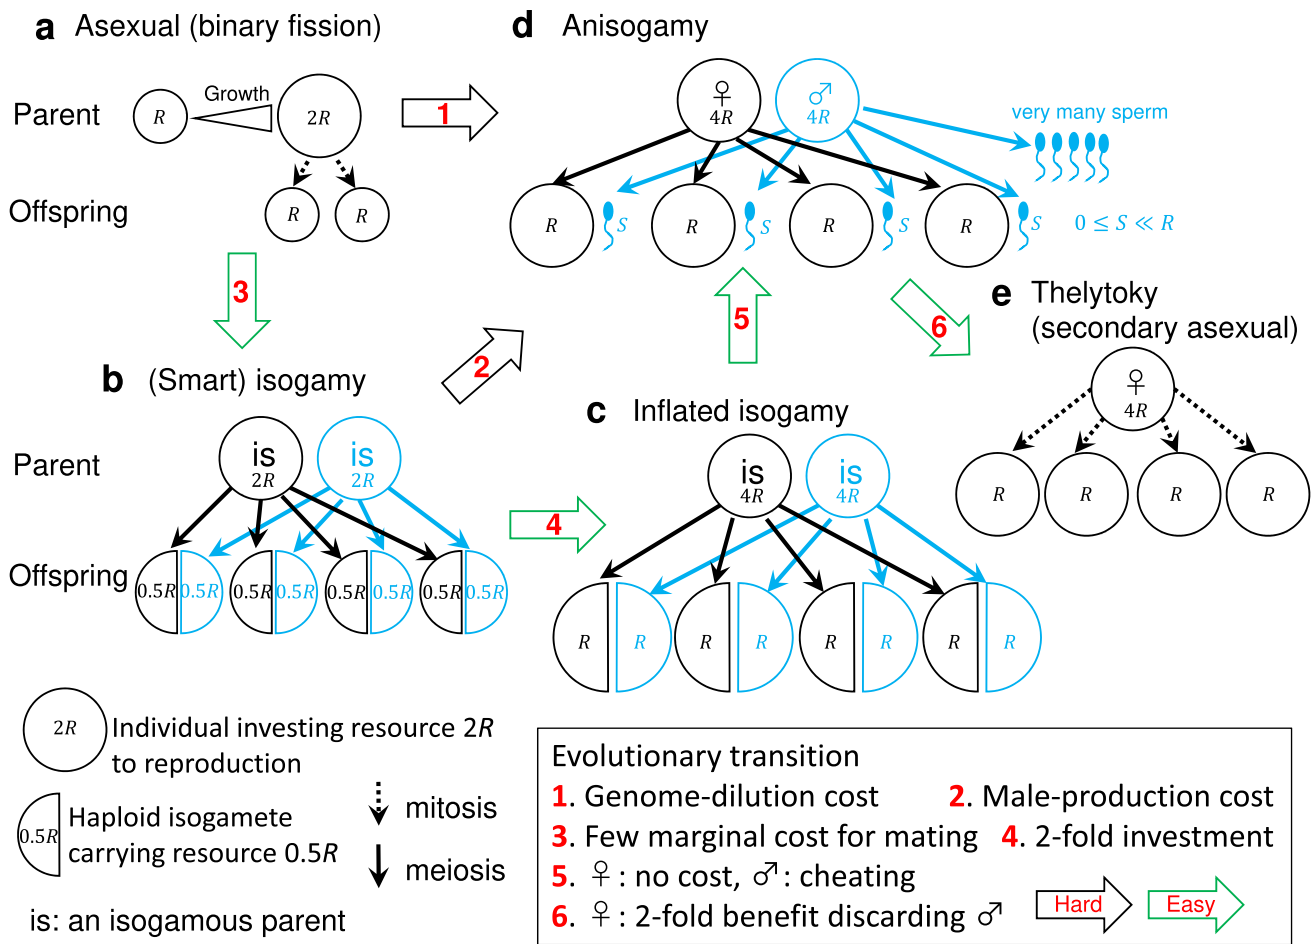 a Asexual (binary fission)
Parent
R
Growth
2R
Offspring
R R
1
d Anisogamy
♀ 4R
♂ 4R
very many sperm
R S R S R S R S 0 ≤ S ≪ R
3
2
5
6
e Thelytoky
(secondary asexual)
♀
4R
R R R R
b (Smart) isogamy
Parent
is
2R
is
2R
Offspring
0.5R 0.5R 0.5R 0.5R 0.5R 0.5R 0.5R 0.5R
4
c Inflated isogamy
is
4R
is
4R
R R R R R R R R
2R Individual investing resource 2R
to reproduction
0.5R Haploid isogamete
carrying resource 0.5R
mitosis
meiosis
is: an isogamous parent
Evolutionary transition
1. Genome-dilution cost 2. Male-production cost
3. Few marginal cost for mating 4. 2-fold investment
5. ♀: no cost, ♂: cheating
6. ♀: 2-fold benefit discarding ♂
Hard Easy